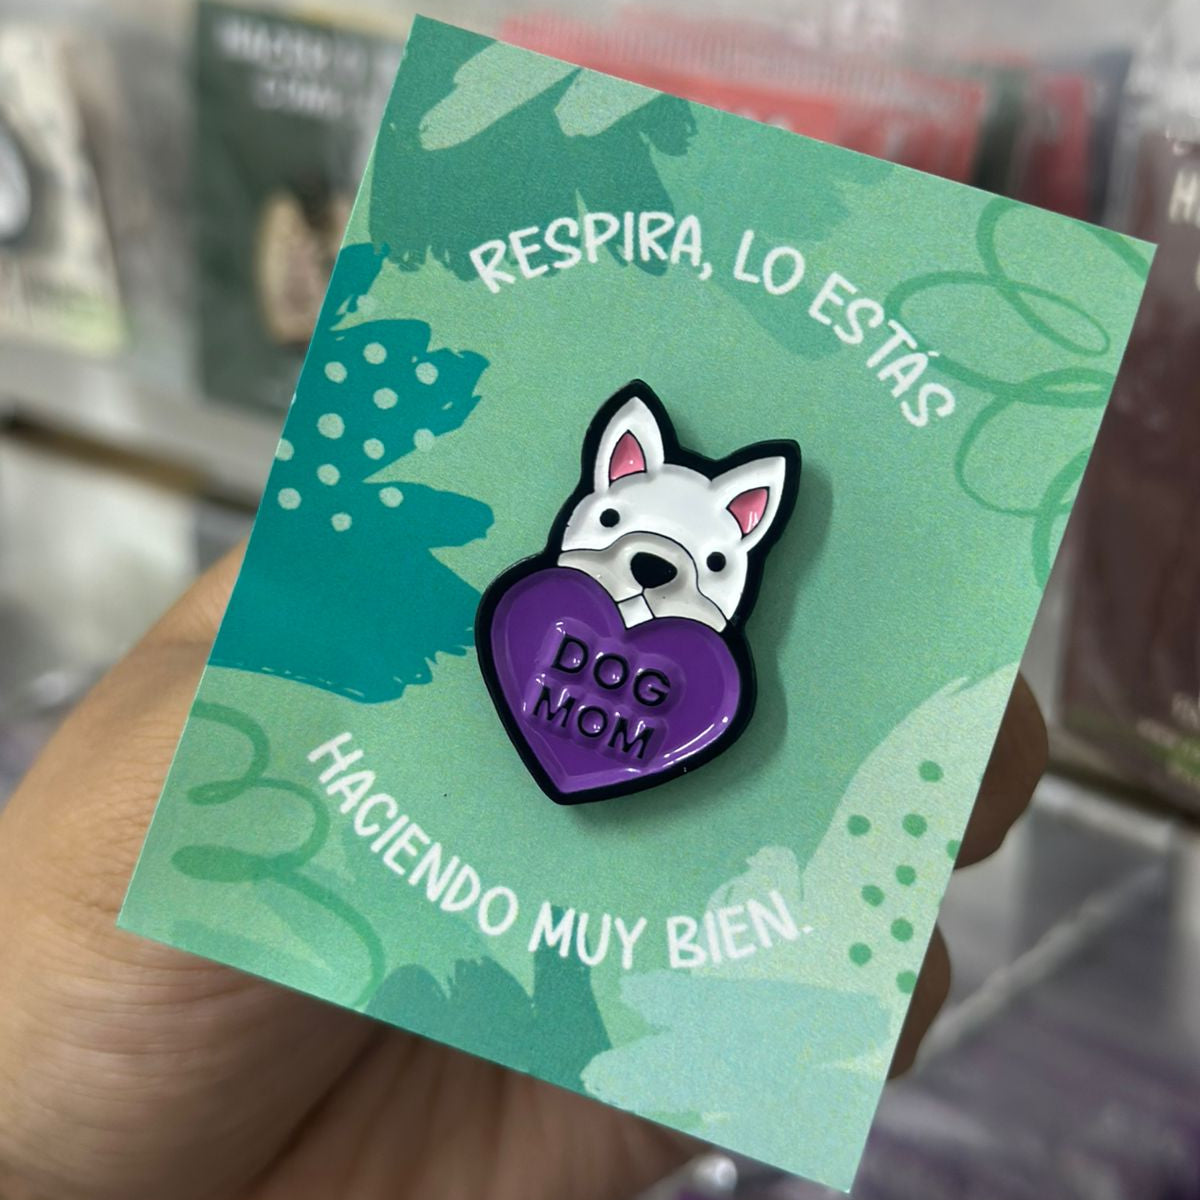 RESPIRA, LO ESTÁS
DOG
MOM
HACIENDO MUY BIEN.